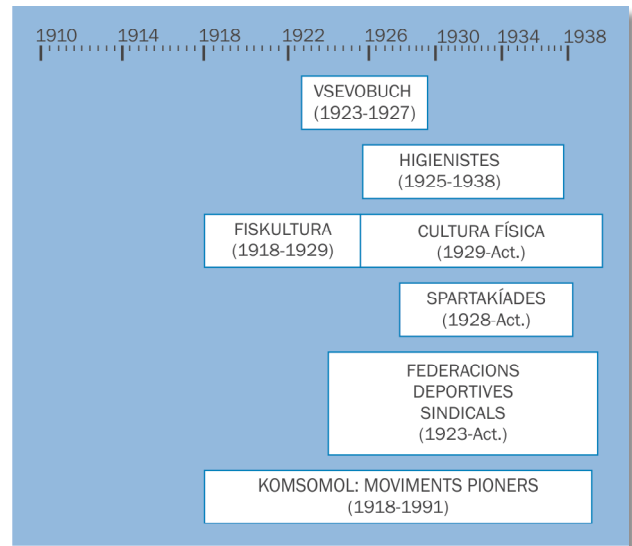 1910 1914 1918 1922 1926 1930 1934 1938
VSEVOBUCH
(1923-1927)
HIGIENISTES
(1925-1938)
FISKULTURA
(1918-1929)
CULTURA FÍSICA
(1929-Act.)
SPARTAKÍADES
(1928-Act.)
FEDERACIONS
DEPORTIVES
SINDICALS
(1923-Act.)
KOMSOMOL: MOVIMENTS PIONERS
(1918-1991)